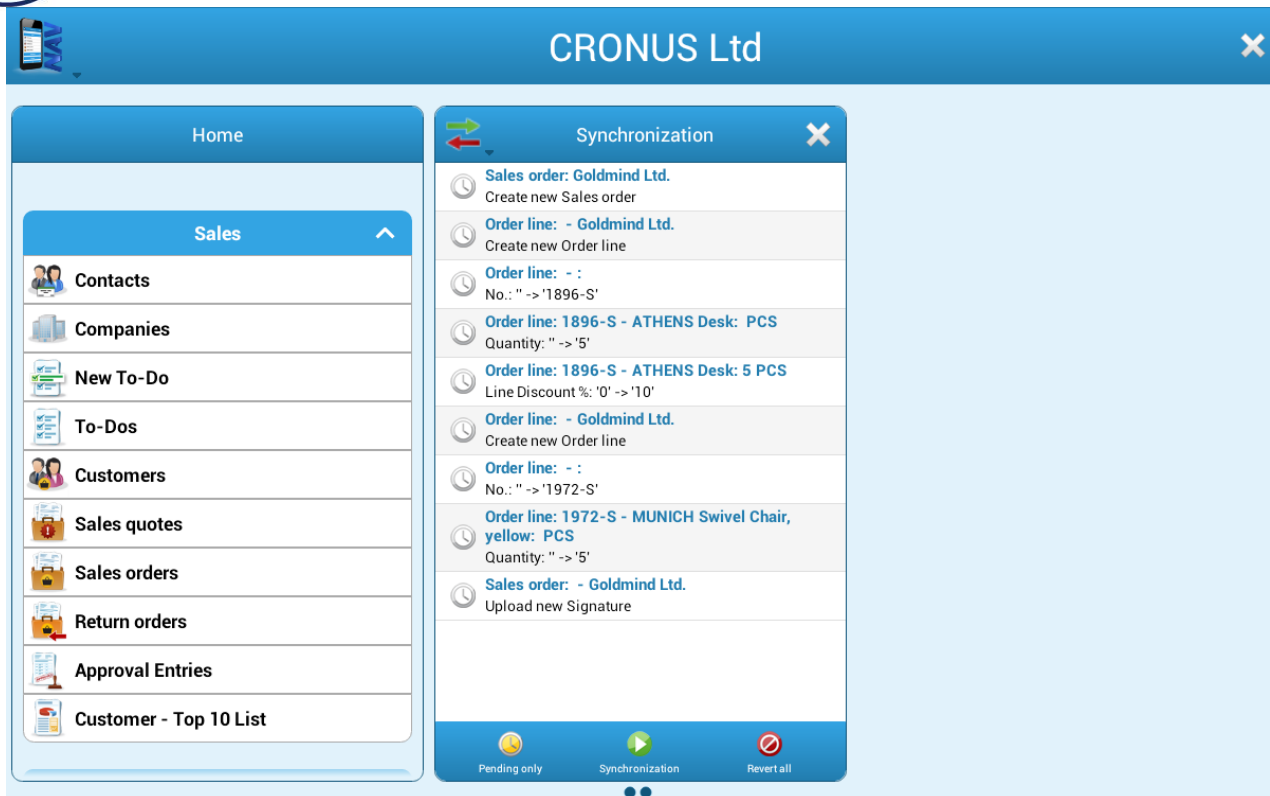 NAV
CRONUS Ltd
Home
Sales
Contacts
Companies
New To-Do
To-Dos
Customers
Sales quotes
Sales orders
Return orders
Approval Entries
Customer - Top 10 List
Synchronization
Sales order: Goldmind Ltd.
Create new Sales order
Order line:  - Goldmind Ltd.
Create new Order line
Order line:  - :
No.: '' -> '1896-S'
Order line: 1896-S - ATHENS Desk:  PCS
Quantity: '' -> '5'
Order line: 1896-S - ATHENS Desk: 5 PCS
Line Discount %: '0' -> '10'
Order line:  - Goldmind Ltd.
Create new Order line
Order line:  - :
No.: '' -> '1972-S'
Order line: 1972-S - MUNICH Swivel Chair,
yellow:  PCS
Quantity: '' -> '5'
Sales order:  - Goldmind Ltd.
Upload new Signature
Pending only
Synchronization
Revert all